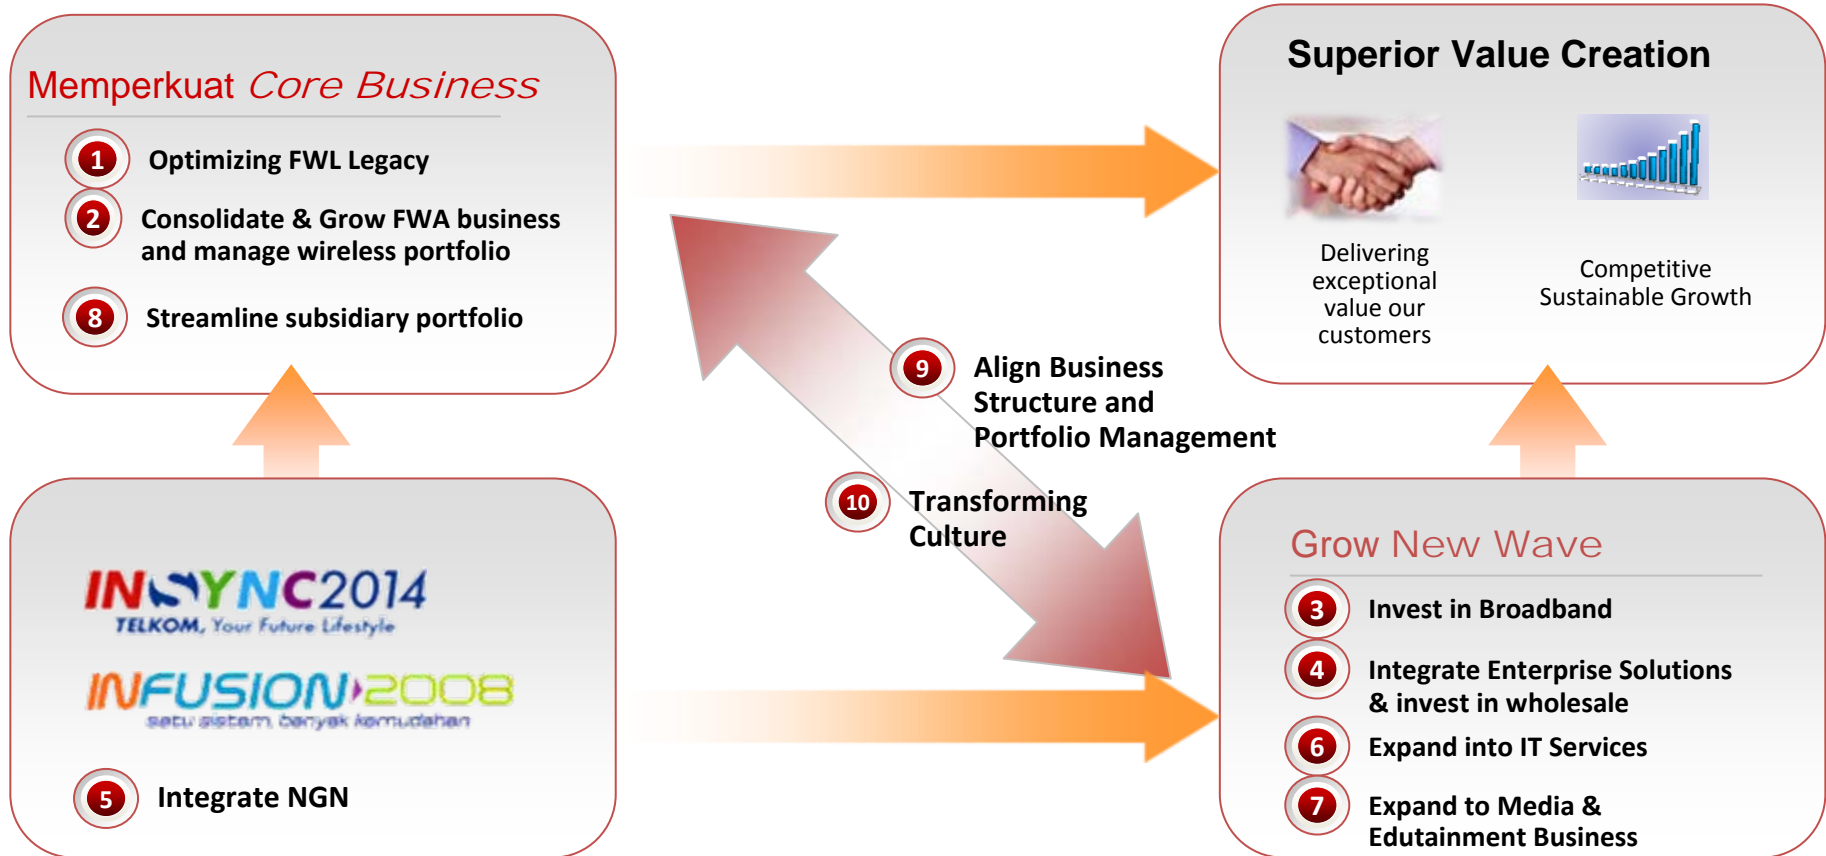 Memperkuat Core Business
1 Optimizing FWL Legacy
2 Consolidate & Grow FWA business
and manage wireless portfolio
8 Streamline subsidiary portfolio
Superior Value Creation
Delivering
exceptional
value our
customers
Competitive
Sustainable Growth
9 Align Business
Structure and
Portfolio Management
10 Transforming
Culture
INSYNC2014
TELKOM, Your Future Lifestyle
INFUSION 2008
satu sistem, banyak kemudahan
5 Integrate NGN
Grow New Wave
3 Invest in Broadband
4 Integrate Enterprise Solutions
& invest in wholesale
6 Expand into IT Services
7 Expand to Media &
Edutainment Business